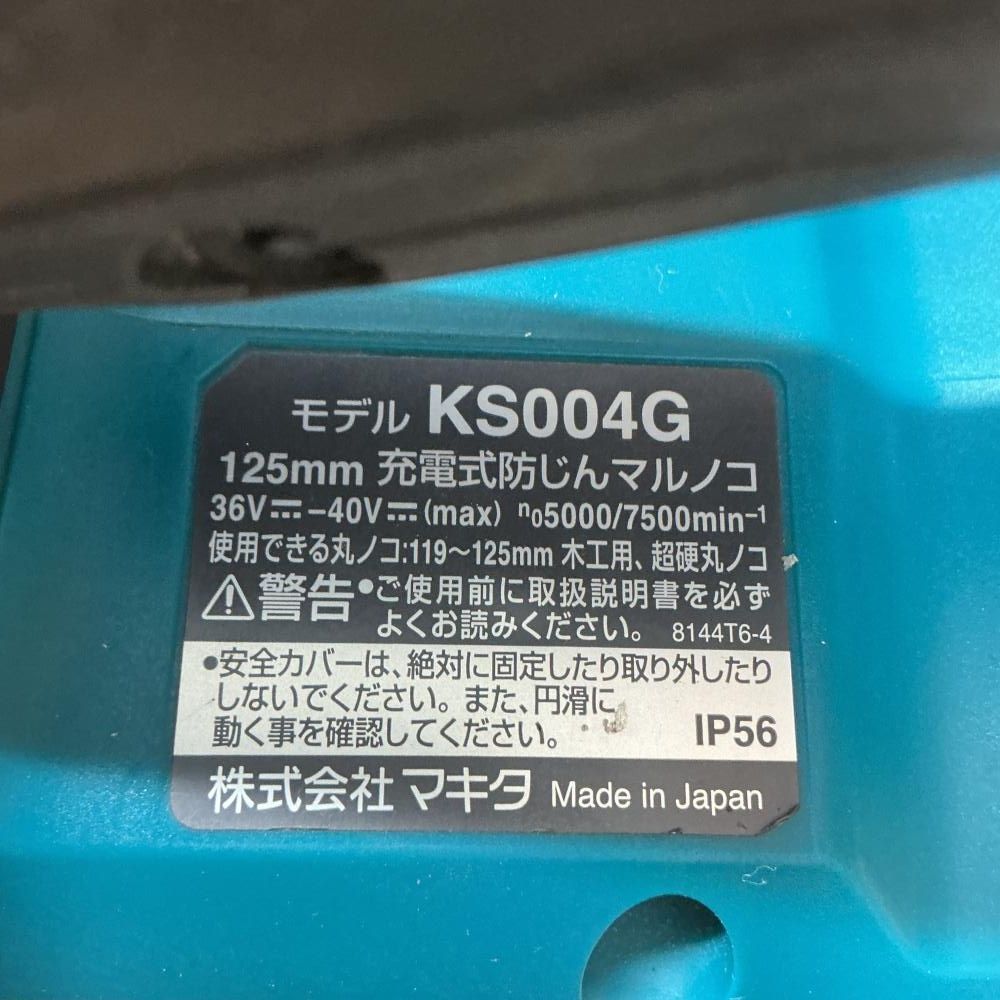 モデル KS004G
125mm 充電式防じんマルノコ
36V⎓–40V⎓(max) n₀5000/7500min⁻¹
使用できる丸ノコ:119～125mm 木工用、超硬丸ノコ
⚠警告 •ご使用前に取扱説明書を必ず
よくお読みください。 8144T6-4
•安全カバーは、絶対に固定したり取り外したり
しないでください。また、円滑に
動く事を確認してください。 IP56
株式会社マキタ Made in Japan